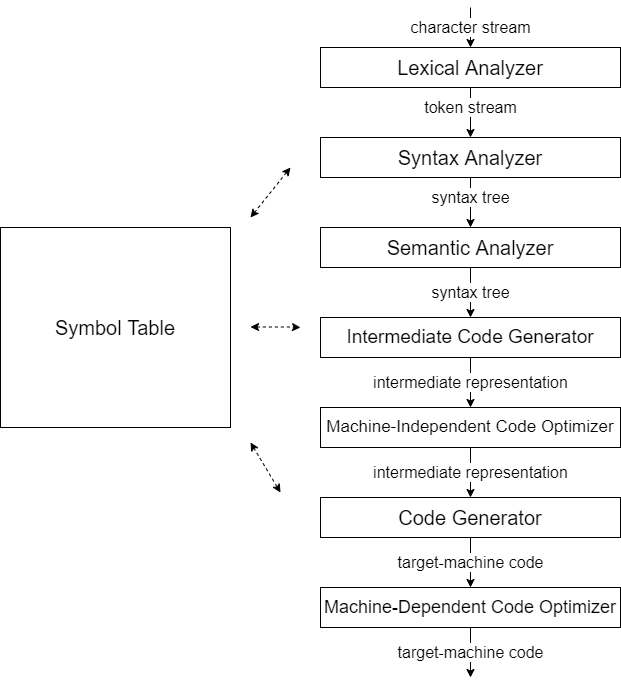 character stream
Lexical Analyzer
token stream
Syntax Analyzer
syntax tree
Semantic Analyzer
syntax tree
Symbol Table
Intermediate Code Generator
intermediate representation
Machine-Independent Code Optimizer
intermediate representation
Code Generator
target-machine code
Machine-Dependent Code Optimizer
target-machine code